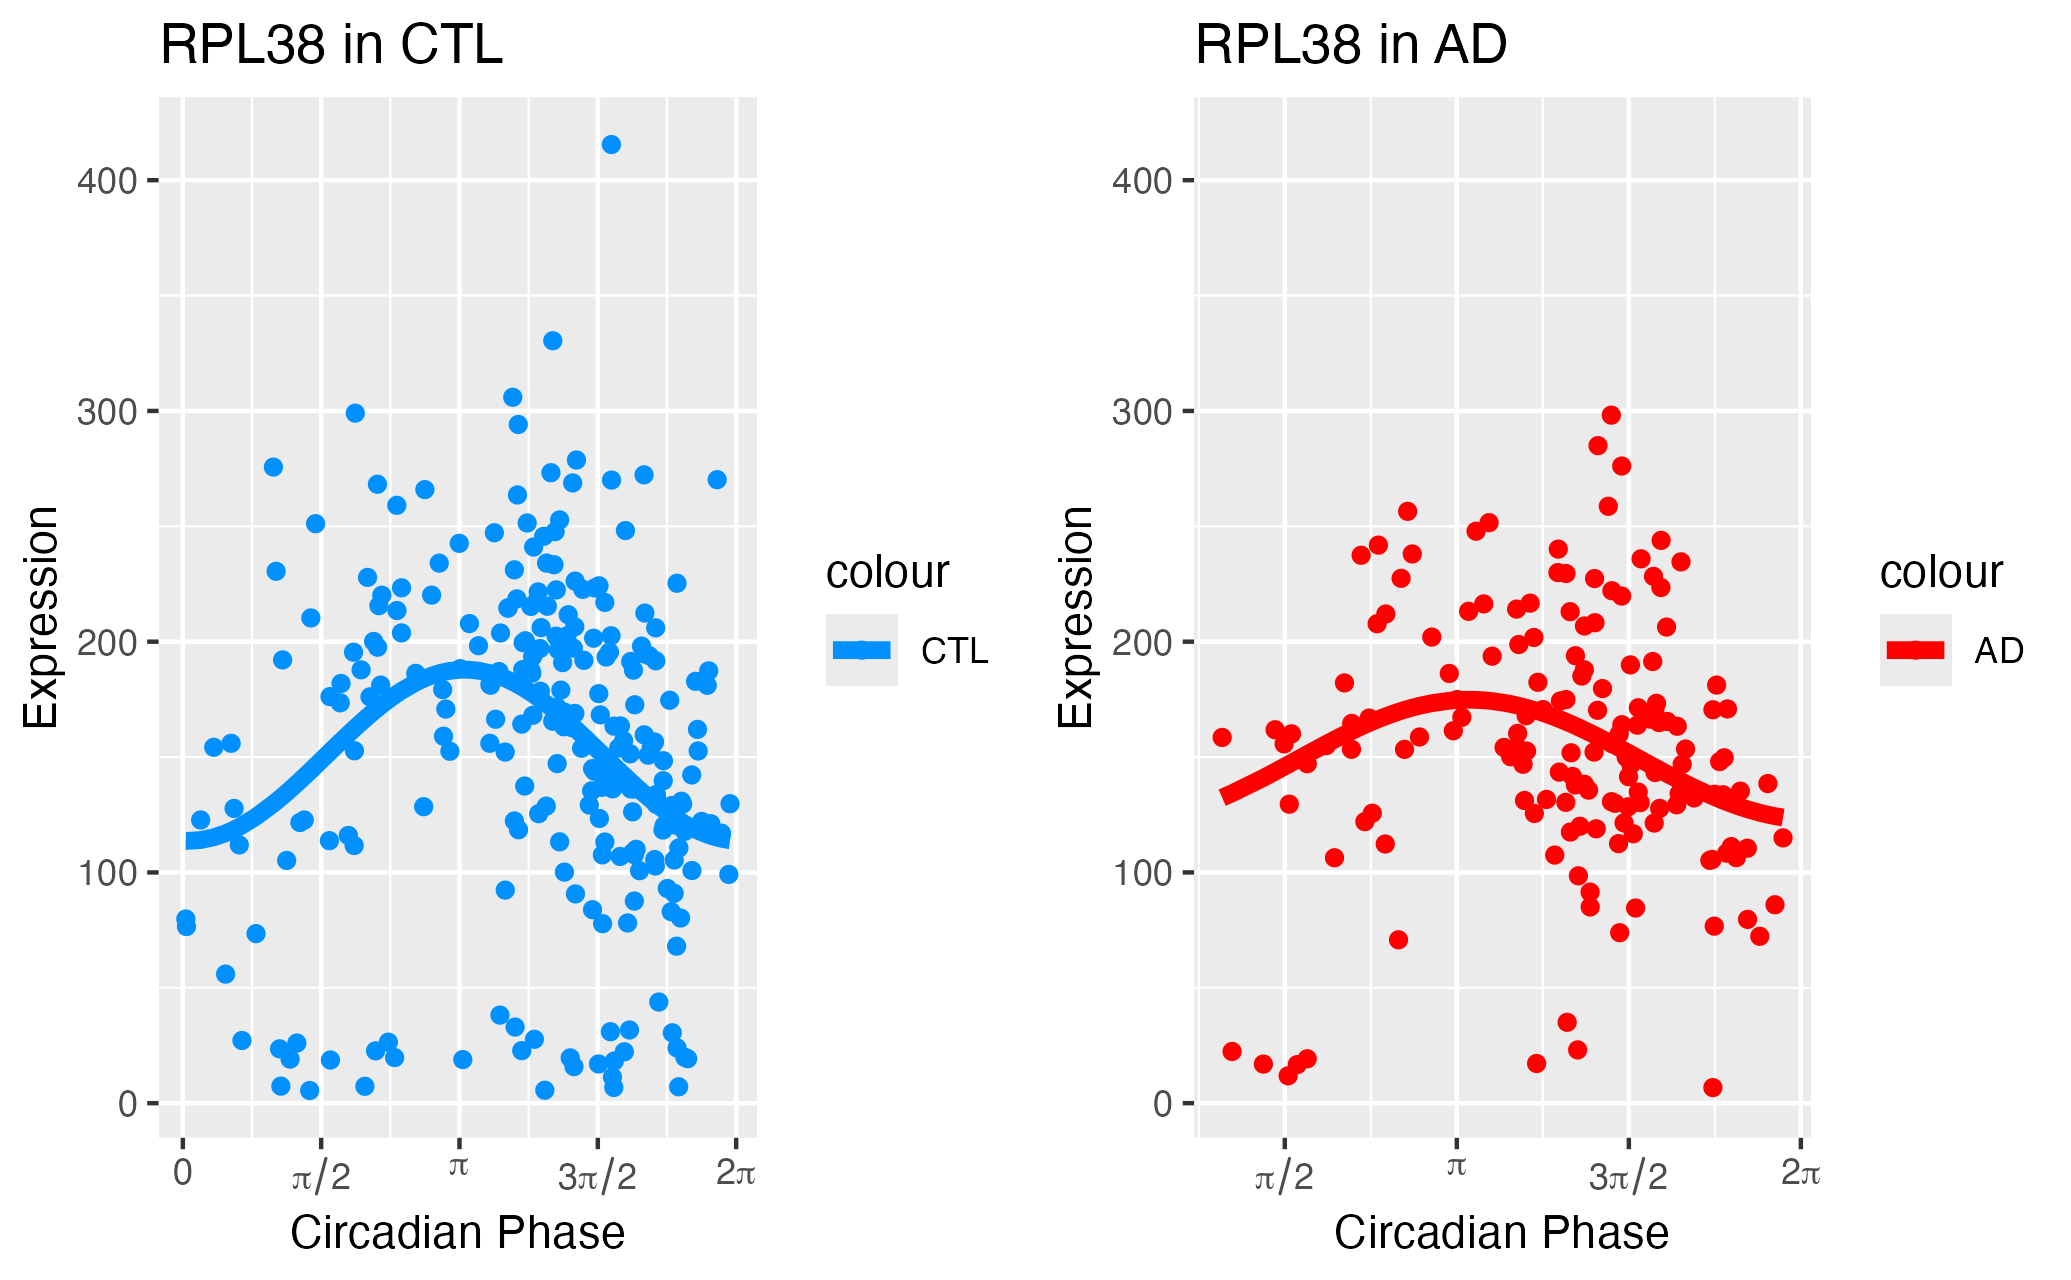 RPL38 in CTL
Expression
400
300
200
100
0
0 π/2 π 3π/2 2π
Circadian Phase
colour
CTL
RPL38 in AD
Expression
400
300
200
100
0
π/2 π 3π/2 2π
Circadian Phase
colour
AD